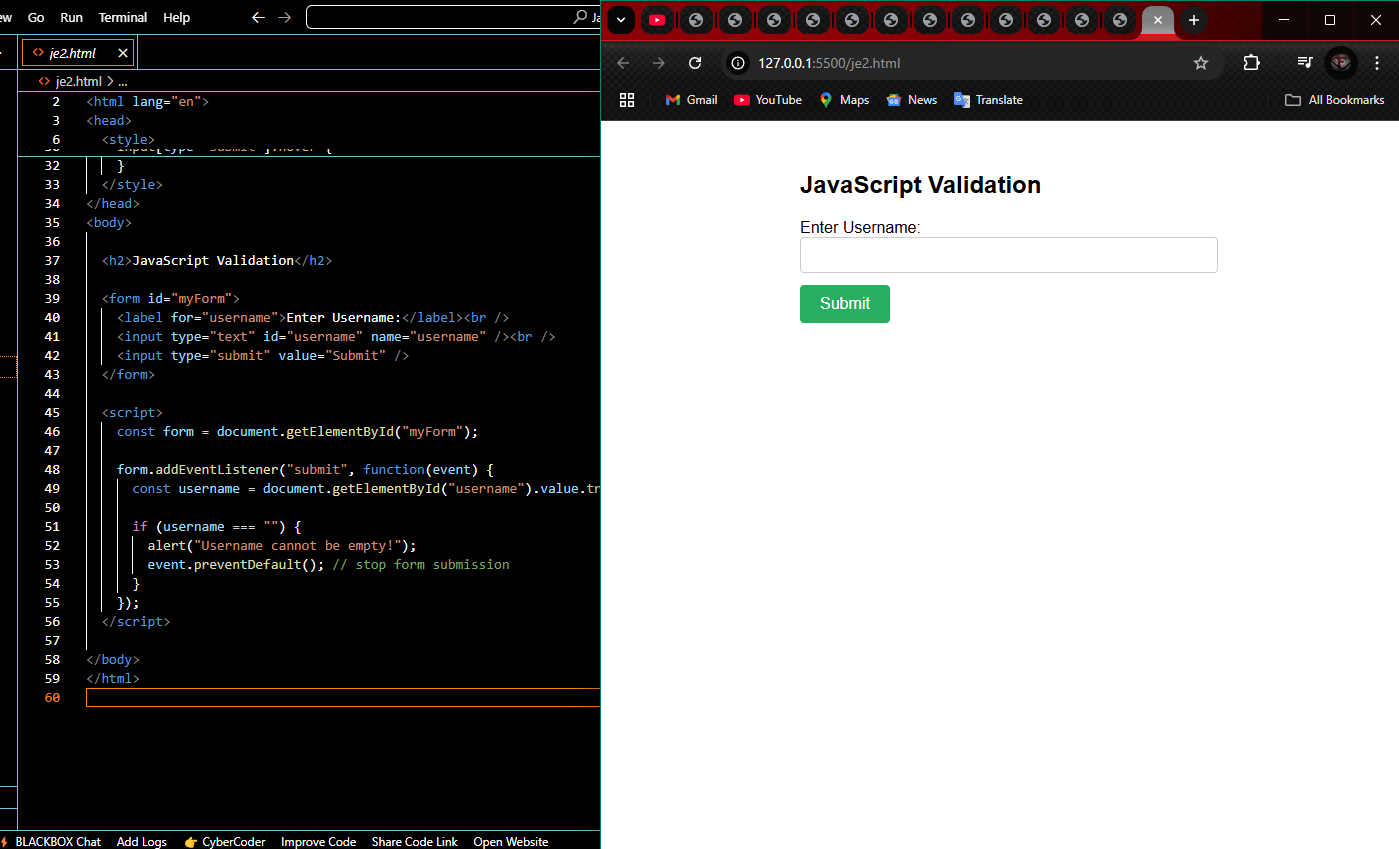 Go Run Terminal Help
je2.html
je2.html > ...
2 <html lang="en">
3 <head>
6 <style>
32 }
33 </style>
34 </head>
35 <body>
36
37 <h2>JavaScript Validation</h2>
38
39 <form id="myForm">
40 <label for="username">Enter Username:</label><br />
41 <input type="text" id="username" name="username" /><br />
42 <input type="submit" value="Submit" />
43 </form>
44
45 <script>
46 const form = document.getElementById("myForm");
47
48 form.addEventListener("submit", function(event) {
49 const username = document.getElementById("username").value.tr
50
51 if (username === "") {
52 alert("Username cannot be empty!");
53 event.preventDefault(); // stop form submission
54 }
55 });
56 </script>
57
58 </body>
59 </html>
60
BLACKBOX Chat Add Logs CyberCoder Improve Code Share Code Link Open Website
127.0.0.1:5500/je2.html
Gmail YouTube Maps News Translate All Bookmarks
JavaScript Validation
Enter Username:
Submit